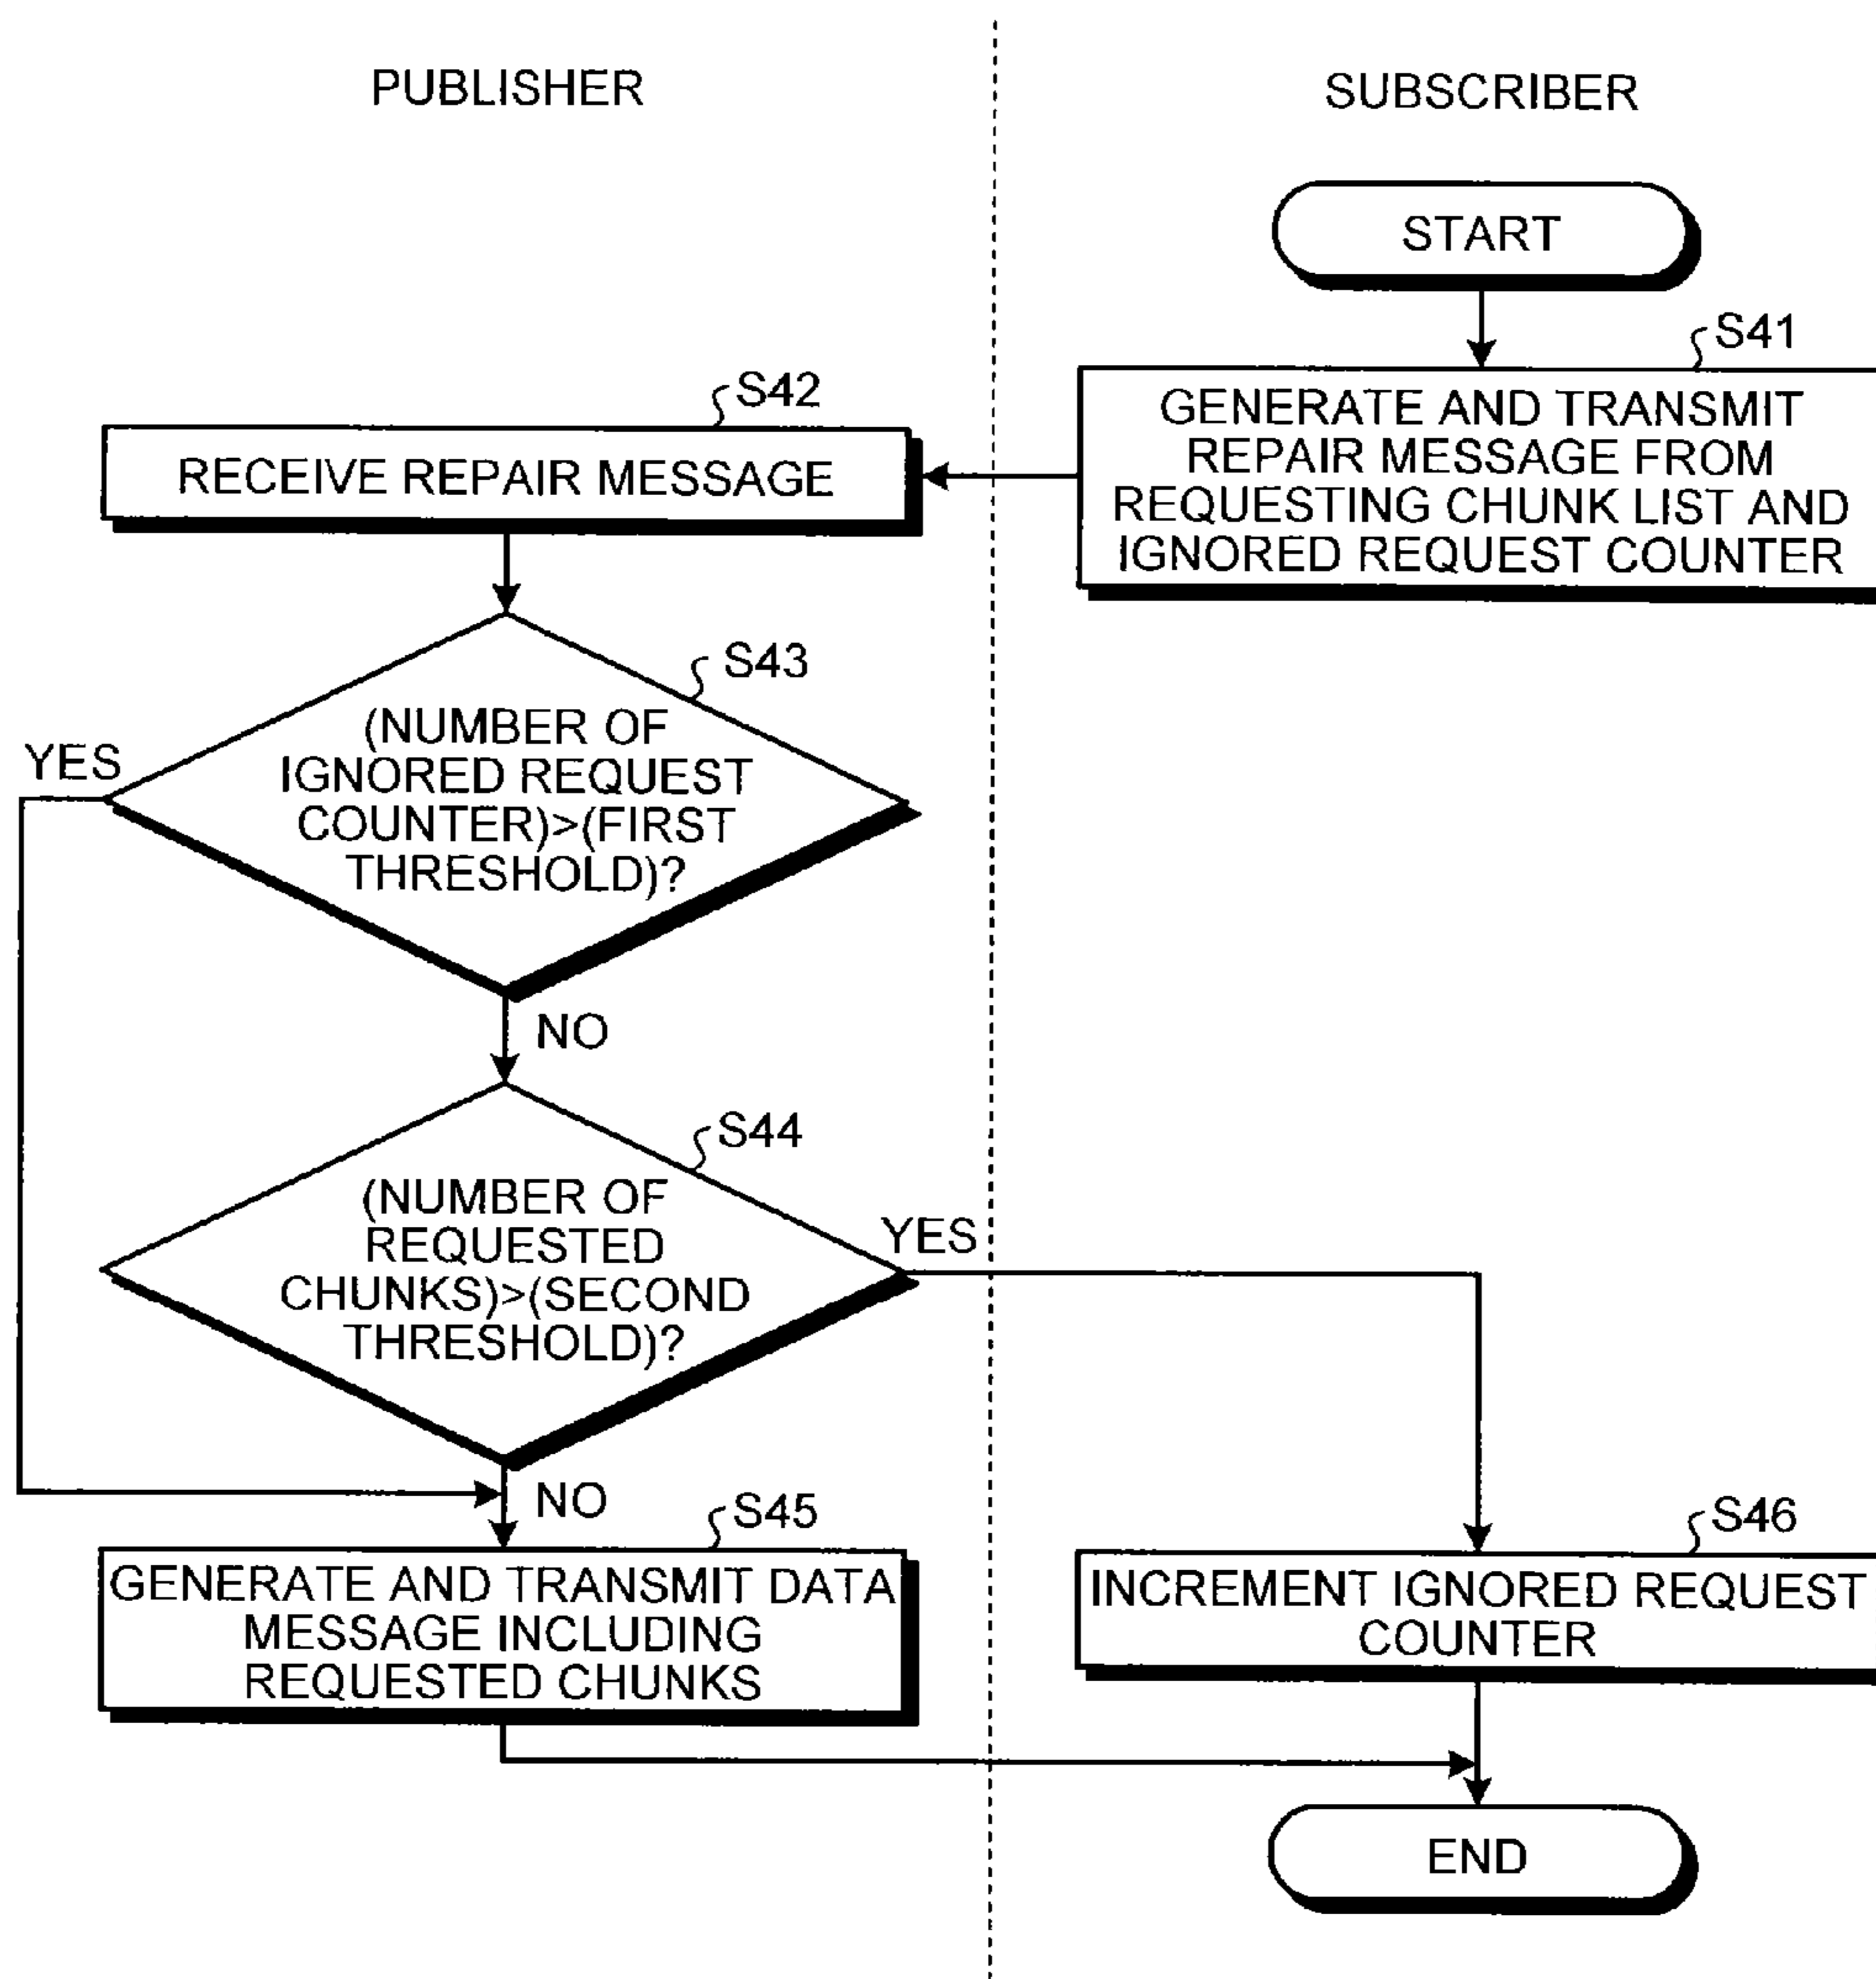 PUBLISHER
SUBSCRIBER
START
S41
GENERATE AND TRANSMIT
REPAIR MESSAGE FROM
REQUESTING CHUNK LIST AND
IGNORED REQUEST COUNTER
S42
RECEIVE REPAIR MESSAGE
S43
(NUMBER OF
IGNORED REQUEST
COUNTER)>(FIRST
THRESHOLD)?
YES
NO
S44
(NUMBER OF
REQUESTED
CHUNKS)>(SECOND
THRESHOLD)?
YES
NO
S45
GENERATE AND TRANSMIT DATA
MESSAGE INCLUDING
REQUESTED CHUNKS
S46
INCREMENT IGNORED REQUEST
COUNTER
END